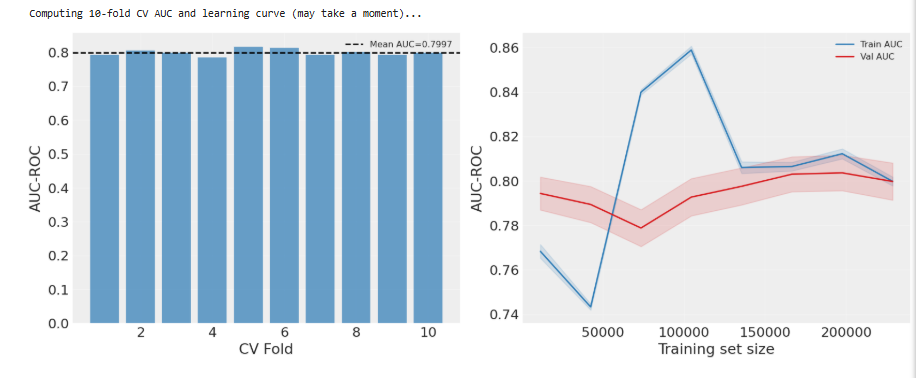 Computing 10-fold CV AUC and learning curve (may take a moment)...
Mean AUC=0.7997
0.8
0.7
0.6
0.5
0.4
0.3
0.2
0.1
0.0
AUC-ROC
2 4 6 8 10
CV Fold
Train AUC
Val AUC
0.86
0.84
0.82
0.80
0.78
0.76
0.74
AUC-ROC
50000 100000 150000 200000
Training set size